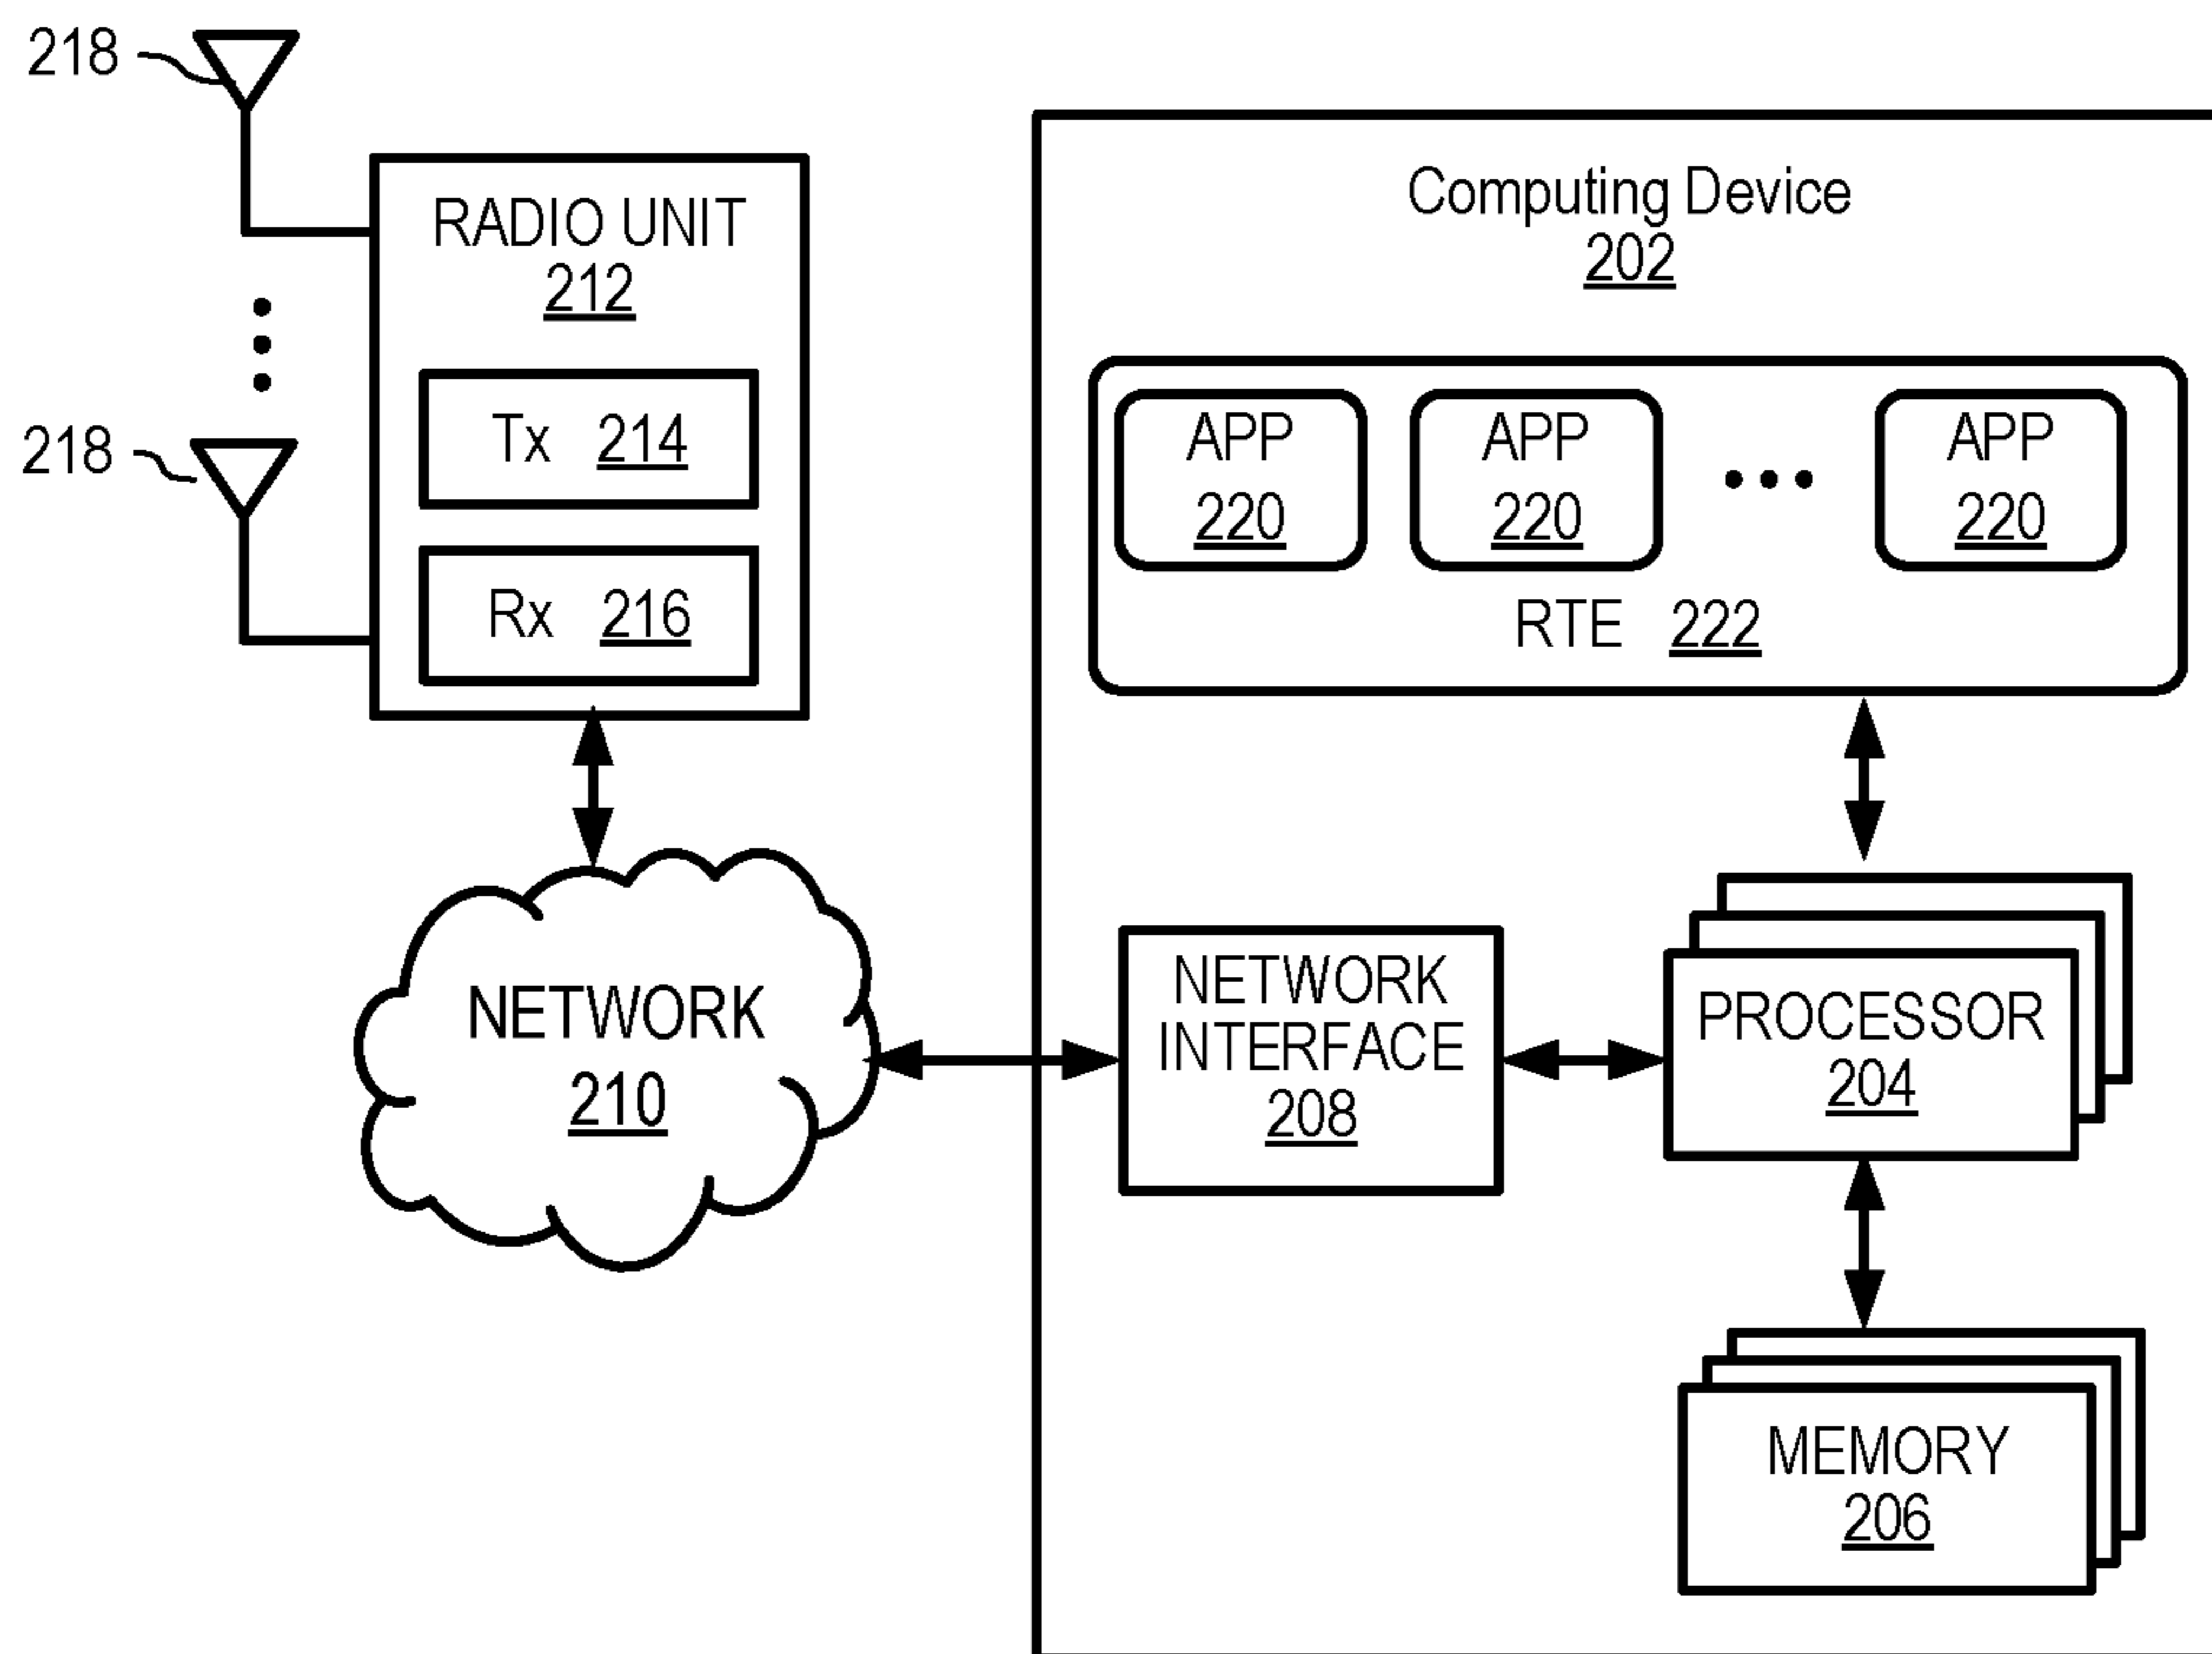 218
RADIO UNIT
212
Tx 214
Rx 216
218
Computing Device
202
APP
220
APP
220
APP
220
RTE 222
NETWORK
210
NETWORK
INTERFACE
208
PROCESSOR
204
MEMORY
206